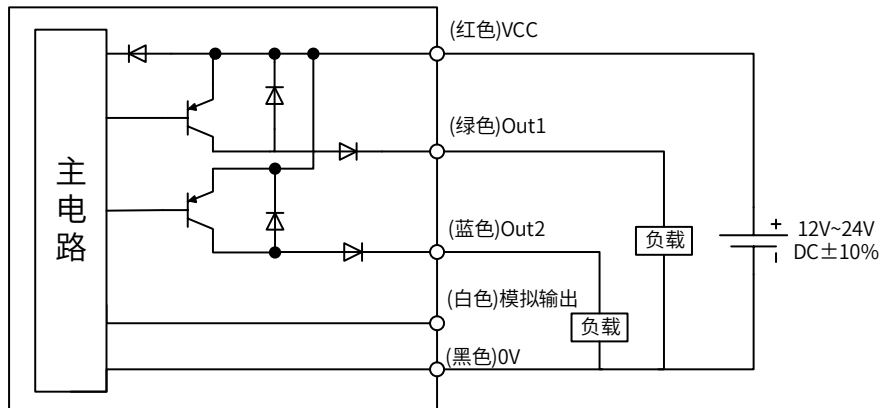 主电路
(红色)VCC
(绿色)Out1
(蓝色)Out2
(白色)模拟输出
(黑色)0V
负载
负载
+
12V~24V
DC±10%
-